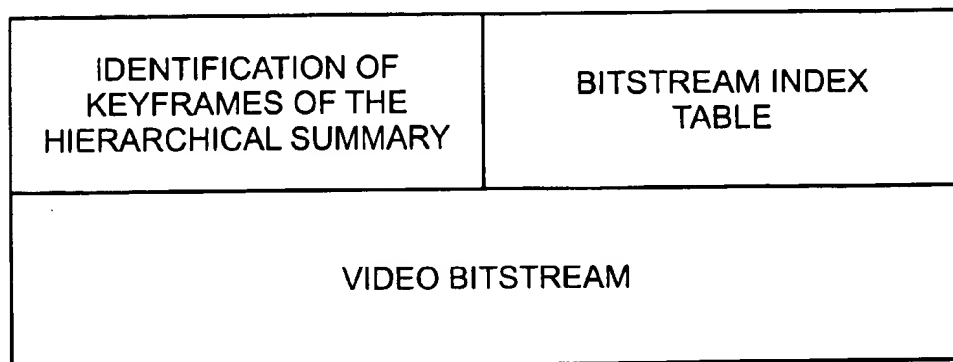 IDENTIFICATION OF
KEYFRAMES OF THE
HIERARCHICAL SUMMARY
BITSTREAM INDEX
TABLE
VIDEO BITSTREAM